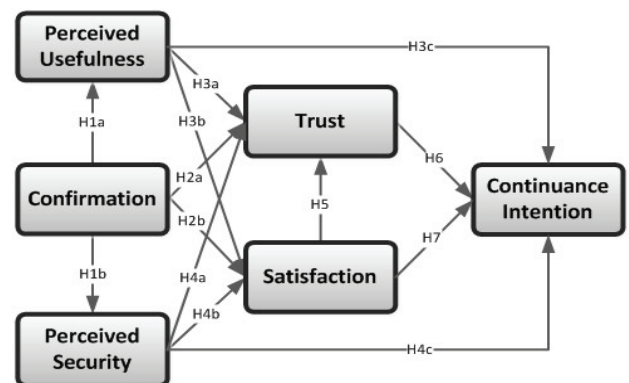 Perceived
Usefulness
H3c
H3a
H3b
Trust
H1a
H2a
H6
Confirmation
Continuance
Intention
H5
H2b
H7
H1b
H4a
Satisfaction
H4b
Perceived
Security
H4c